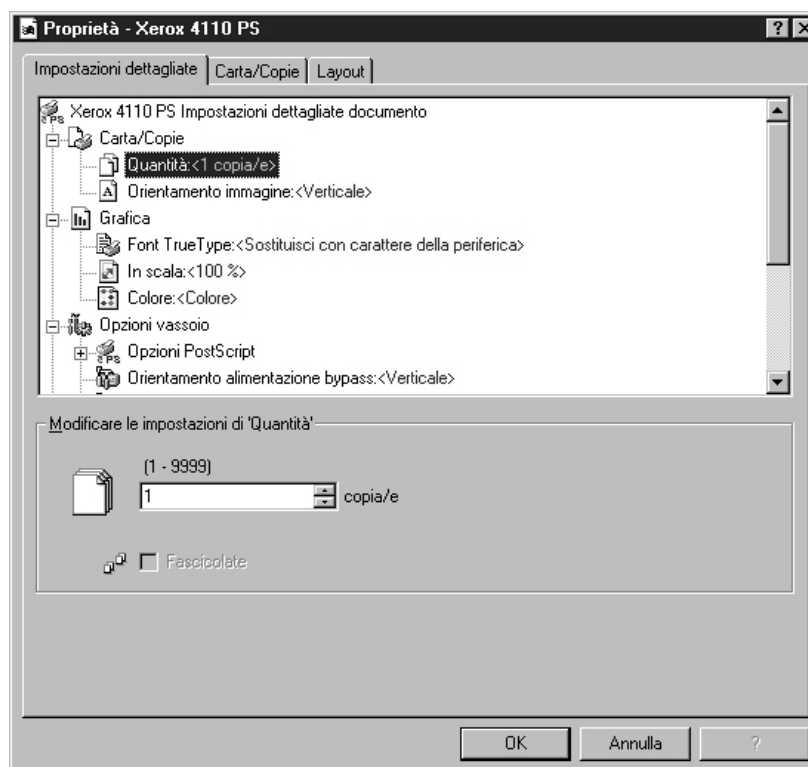 Proprietà - Xerox 4110 PS
Impostazioni dettagliate Carta/Copie Layout
Xerox 4110 PS Impostazioni dettagliate documento
Carta/Copie
Quantità:<1 copia/e>
Orientamento immagine:<Verticale>
Grafica
Font TrueType:<Sostituisci con carattere della periferica>
In scala:<100 %>
Colore:<Colore>
Opzioni vassoio
Opzioni PostScript
Orientamento alimentazione bypass:<Verticale>
Modificare le impostazioni di 'Quantità'
(1 - 9999)
1 copia/e
Fascicolate
OK Annulla ?